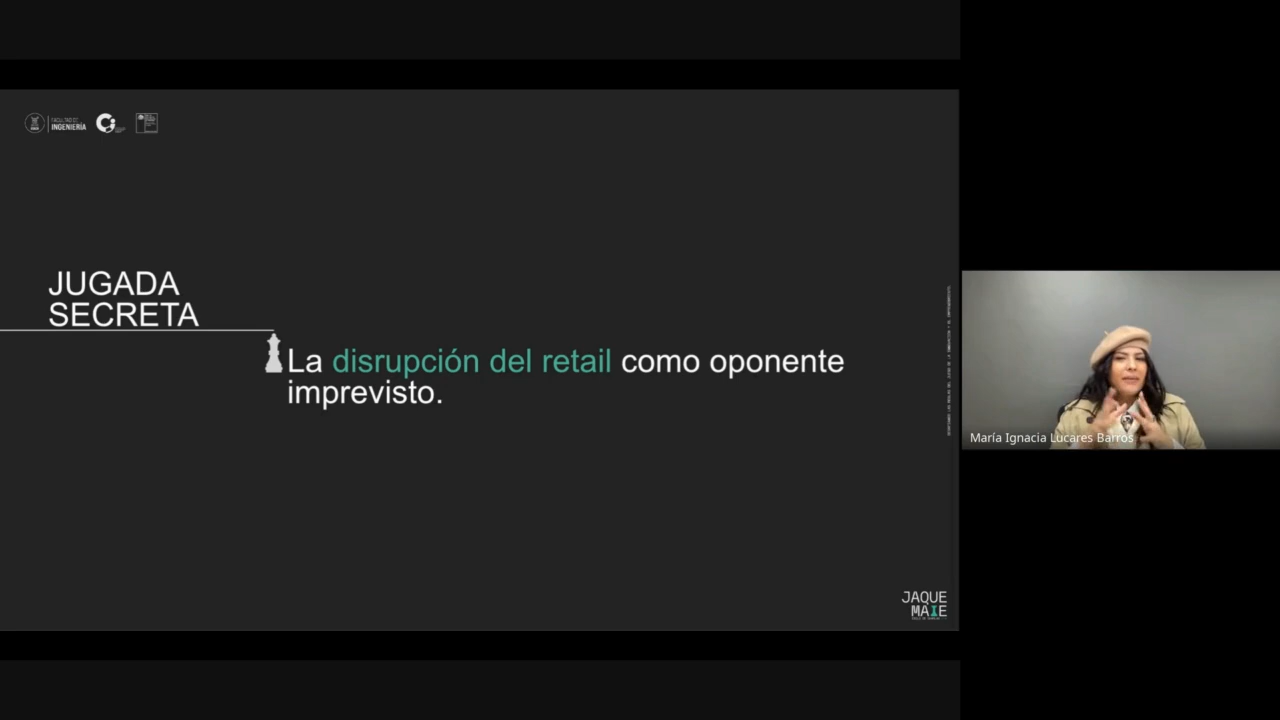 FACULTAD DE
INGENIERÍA
JUGADA
SECRETA
La disrupción del retail como oponente
imprevisto.
María Ignacia Lucares Barros
JAQUE
MATE